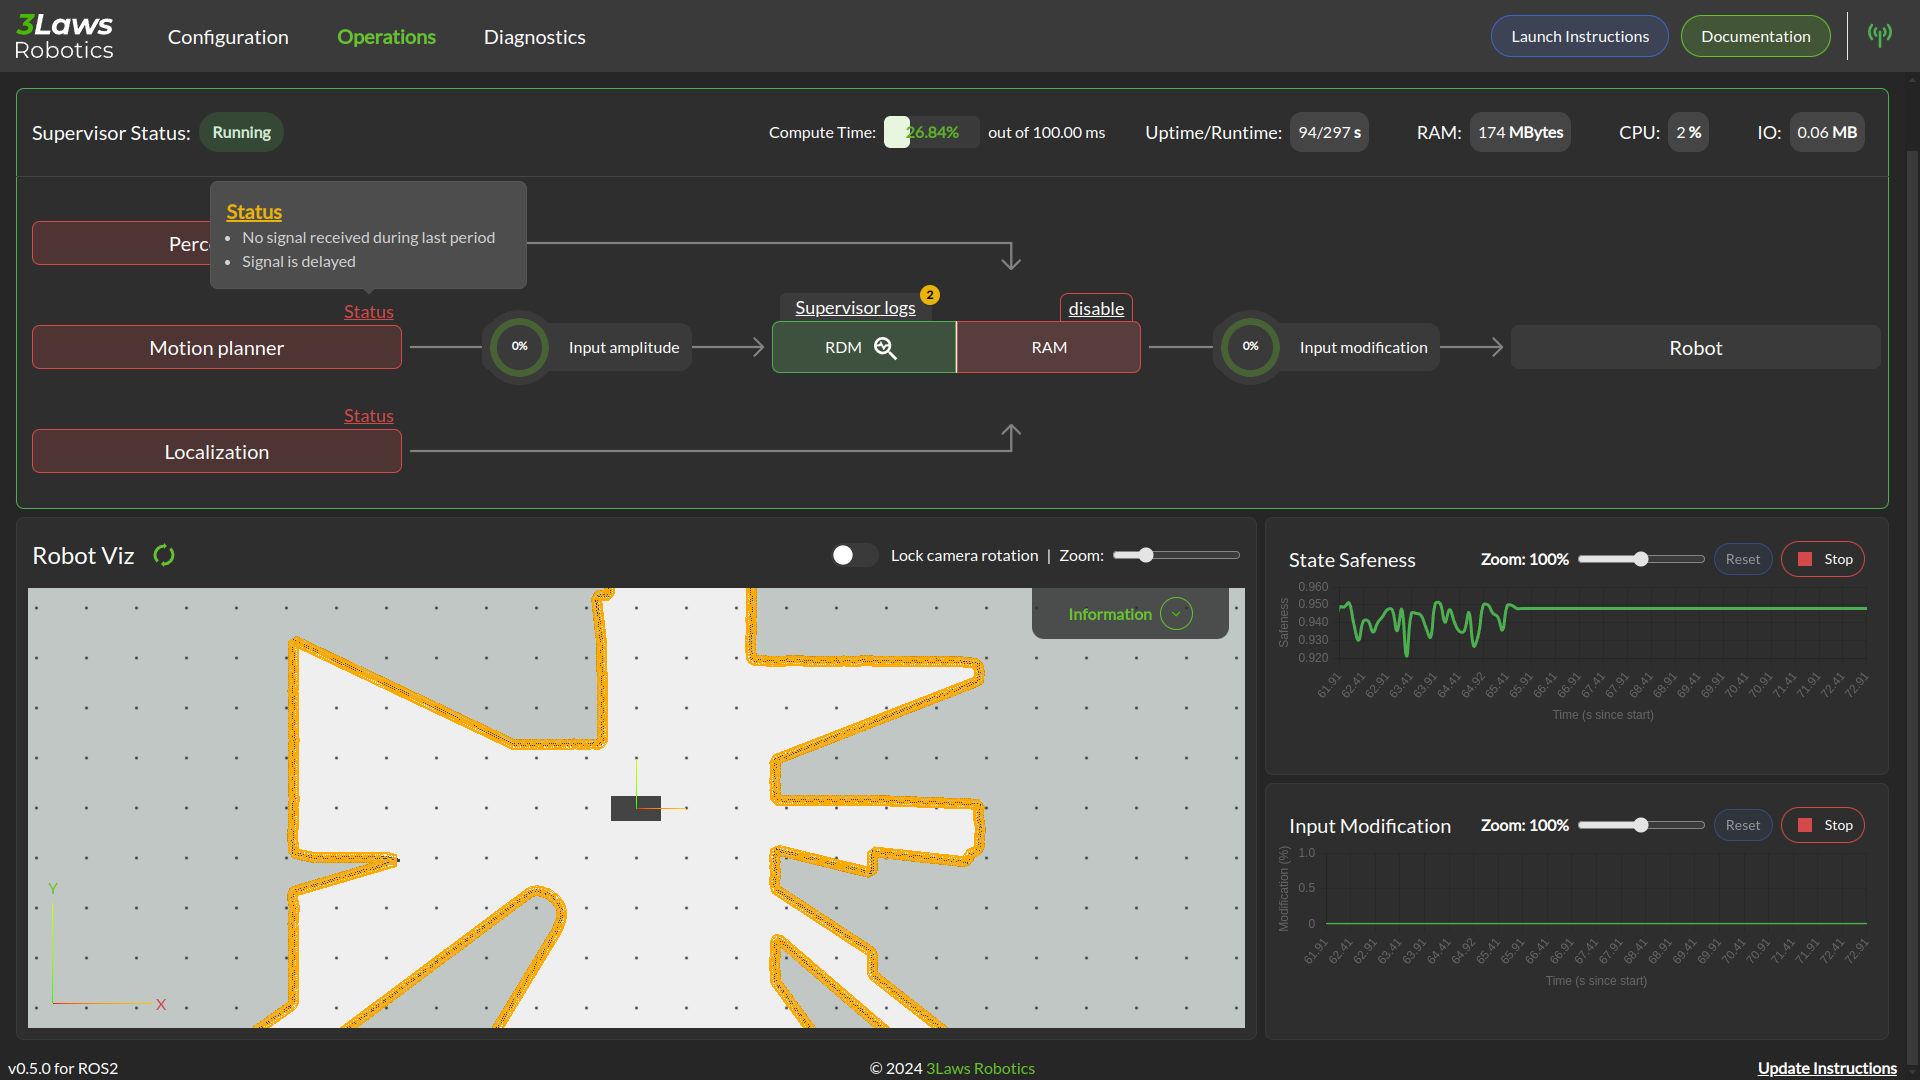 3Laws
Robotics
Configuration
Operations
Diagnostics
Launch Instructions
Documentation
Supervisor Status: Running
Compute Time: 26.84% out of 100.00 ms
Uptime/Runtime: 94/297 s
RAM: 174 MBytes
CPU: 2 %
IO: 0.06 MB
Status
No signal received during last period
Signal is delayed
Perc
Status
Motion planner
0% Input amplitude
Supervisor logs 2
disable
RDM
RAM
0% Input modification
Robot
Status
Localization
Robot Viz
Lock camera rotation | Zoom:
Information
Y
X
State Safeness
Zoom: 100%
Reset
Stop
Safeness
0.960
0.950
0.940
0.930
0.920
61.91 62.41 62.91 63.41 63.91 64.41 64.92 65.41 65.91 66.41 66.91 67.41 67.91 68.41 68.91 69.41 69.91 70.41 70.91 71.41 71.91 72.41 72.91
Time (s since start)
Input Modification
Zoom: 100%
Reset
Stop
Modification (%)
1.0
0.5
0
61.91 62.41 62.91 63.41 63.91 64.41 64.92 65.41 65.91 66.41 66.91 67.41 67.91 68.41 68.91 69.41 69.91 70.41 70.91 71.41 71.91 72.41 72.91
Time (s since start)
v0.5.0 for ROS2
© 2024 3Laws Robotics
Update Instructions